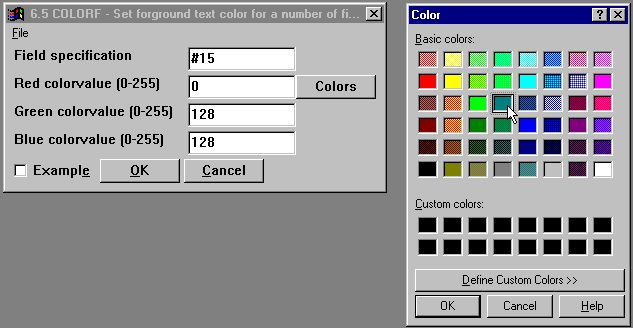 6.5 COLORF - Set forground text color for a number of fi...
File
Field specification #15
Red colorvalue (0-255) 0 Colors
Green colorvalue (0-255) 128
Blue colorvalue (0-255) 128
Example OK Cancel
Color
Basic colors:
Custom colors:
Define Custom Colors >>
OK Cancel Help